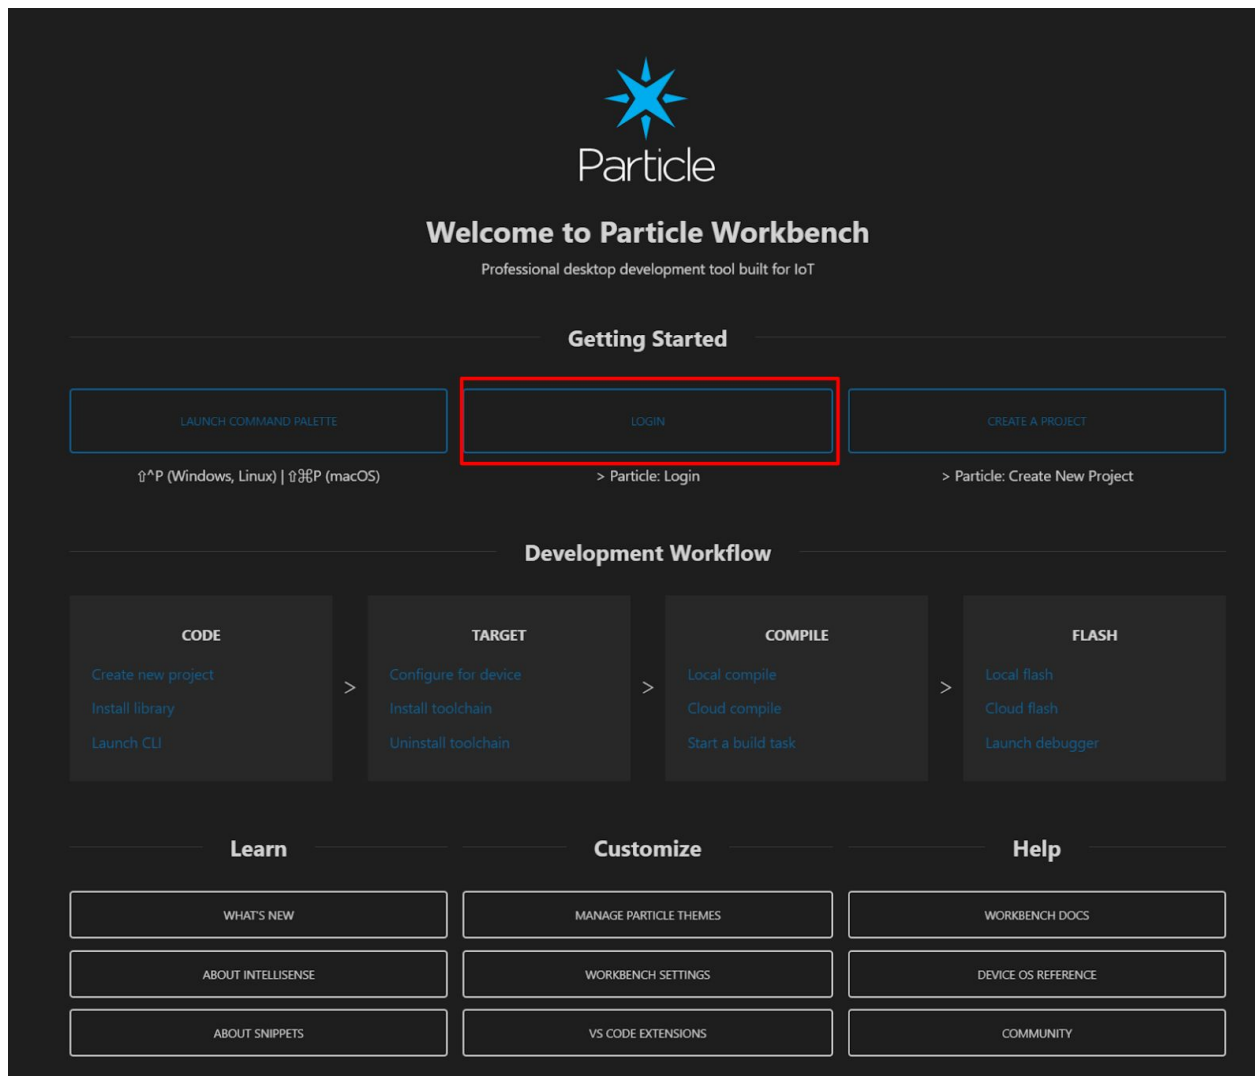 Particle
Welcome to Particle Workbench
Professional desktop development tool built for IoT
Getting Started
LAUNCH COMMAND PALETTE
⇧^P (Windows, Linux) | ⇧⌘P (macOS)
LOGIN
> Particle: Login
CREATE A PROJECT
> Particle: Create New Project
Development Workflow
CODE
Create new project
Install library
Launch CLI
>
TARGET
Configure for device
Install toolchain
Uninstall toolchain
>
COMPILE
Local compile
Cloud compile
Start a build task
>
FLASH
Local flash
Cloud flash
Launch debugger
Learn
WHAT'S NEW
ABOUT INTELLISENSE
ABOUT SNIPPETS
Customize
MANAGE PARTICLE THEMES
WORKBENCH SETTINGS
VS CODE EXTENSIONS
Help
WORKBENCH DOCS
DEVICE OS REFERENCE
COMMUNITY